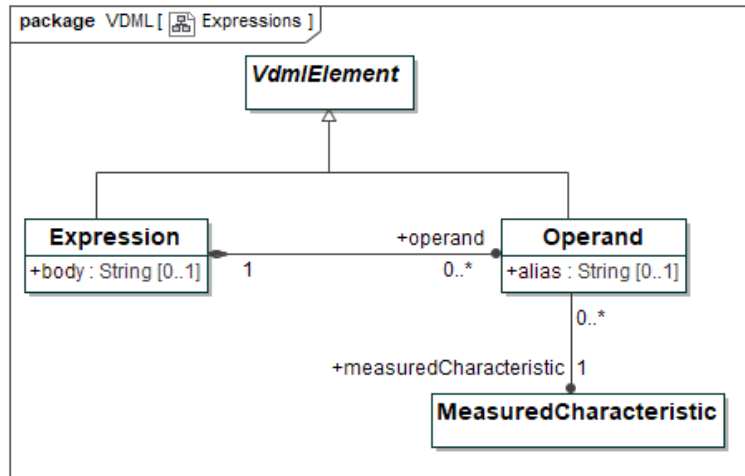 package VDML [ Expressions ]
VdmlElement
Expression
+body : String [0..1]
+operand
1
0..*
Operand
+alias : String [0..1]
0..*
+measuredCharacteristic
1
MeasuredCharacteristic